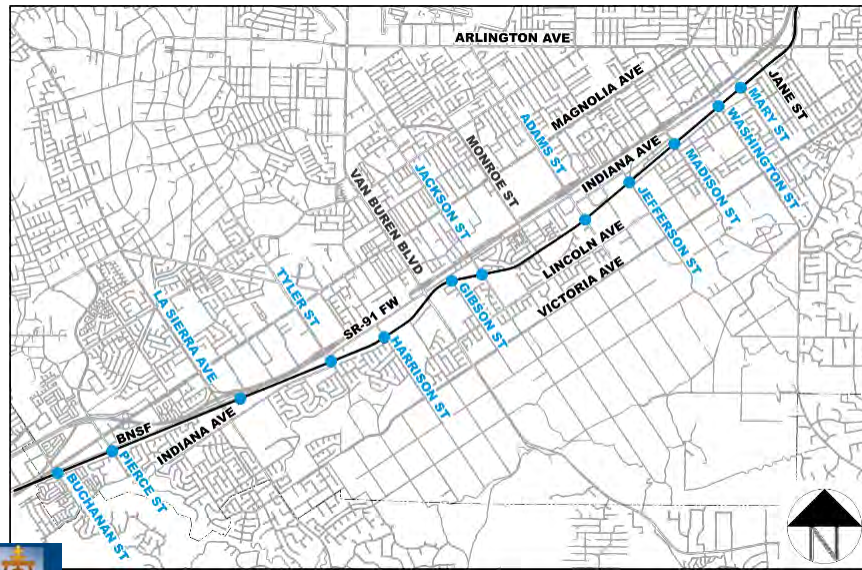 ARLINGTON AVE
MAGNOLIA AVE
JANE ST
MARY ST
WASHINGTON ST
ADAMS ST
INDIANA AVE
MADISON ST
MONROE ST
JACKSON ST
VAN BUREN BLVD
JEFFERSON ST
LINCOLN AVE
VICTORIA AVE
GIBSON ST
TYLER ST
SR-91 FW
LA SIERRA AVE
HARRISON ST
BNSF
INDIANA AVE
PIERCE ST
BUCHANAN ST
N